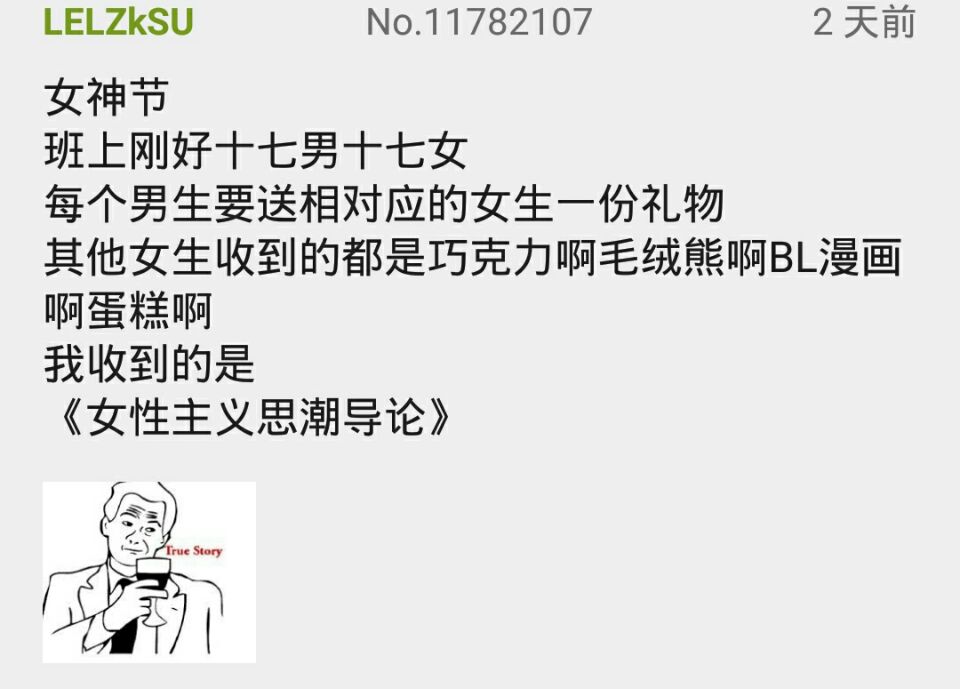 LELZkSU No.11782107 2 天前
女神节
班上刚好十七男十七女
每个男生要送相对应的女生一份礼物
其他女生收到的都是巧克力啊毛绒熊啊BL漫画
啊蛋糕啊
我收到的是
《女性主义思潮导论》
True Story